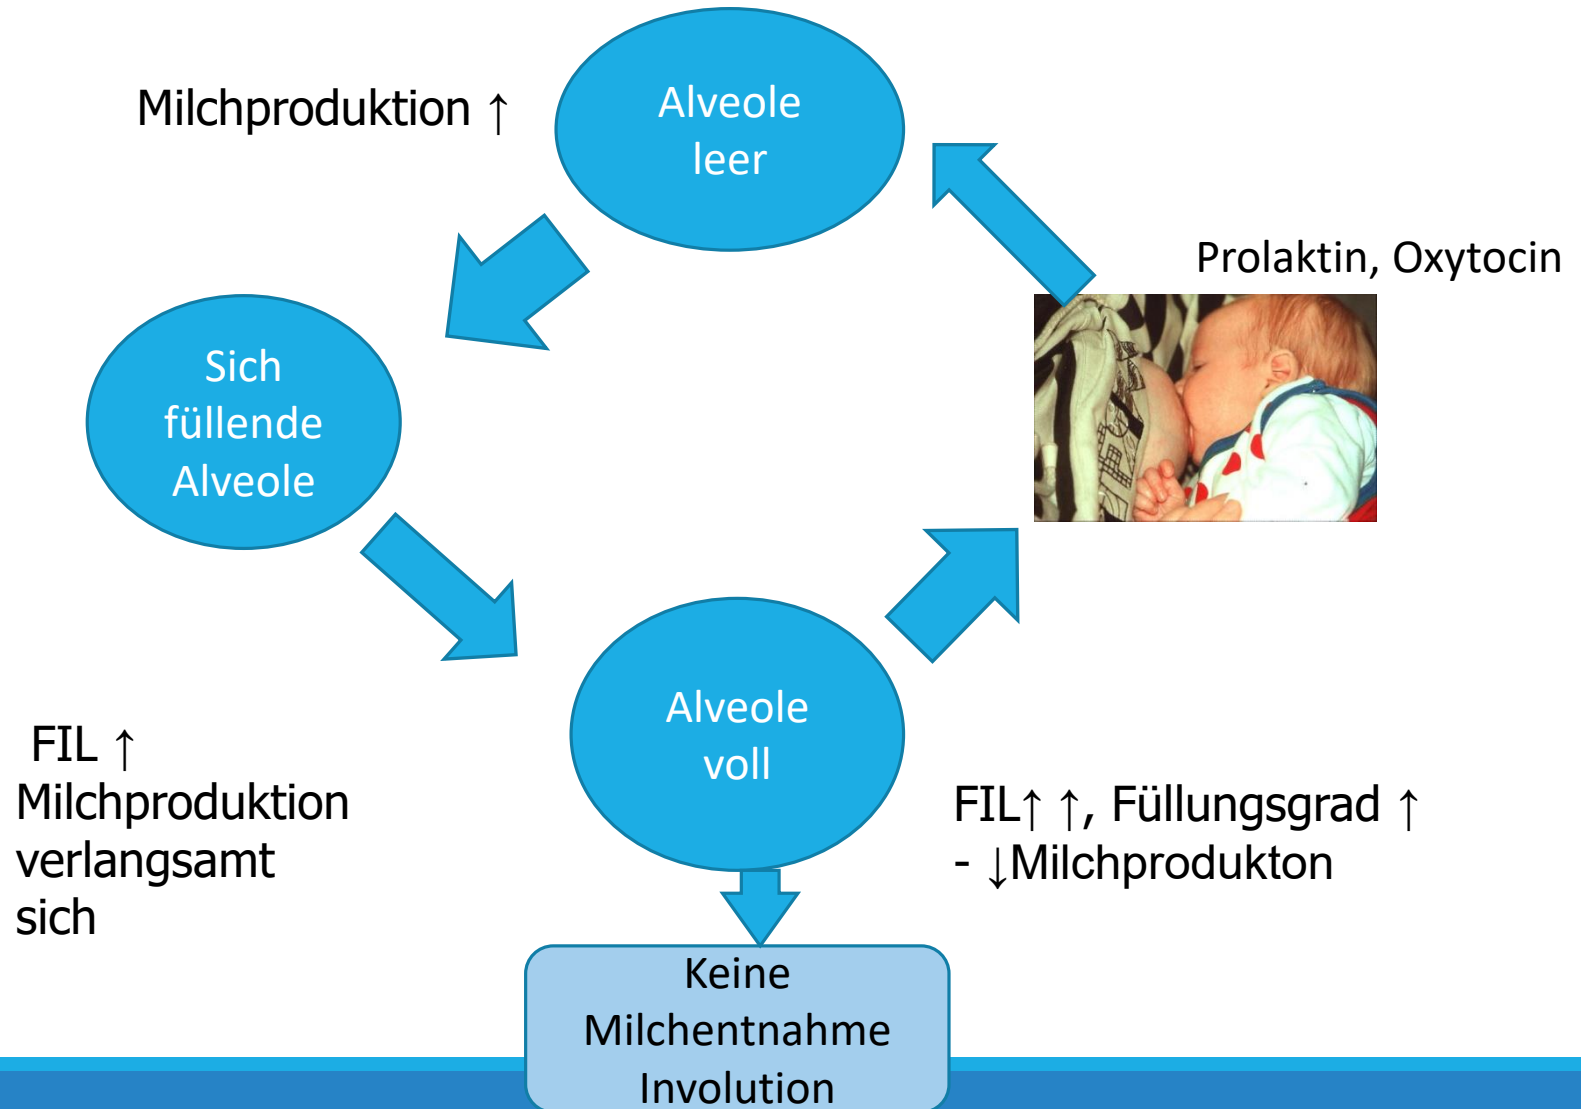 Milchproduktion ↑
Alveole
leer
Prolaktin, Oxytocin
Sich
füllende
Alveole
Alveole
voll
FIL ↑
Milchproduktion
verlangsamt
sich
FIL↑ ↑, Füllungsgrad ↑
- ↓Milchprodukton
Keine
Milchentnahme
Involution